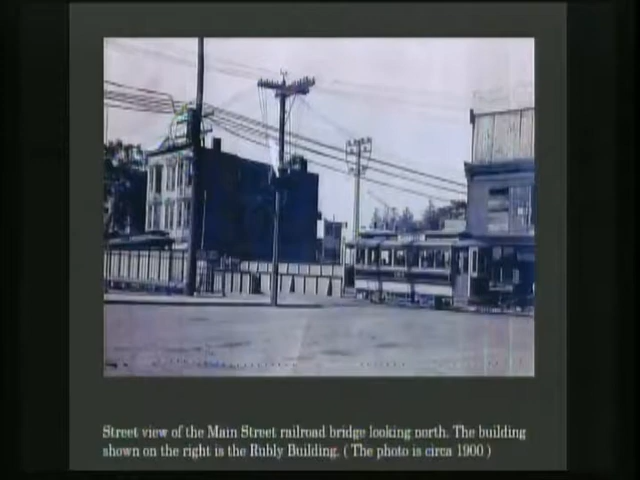 Street view of the Main Street railroad bridge looking north. The building
shown on the right is the Rubly Building. ( The photo is circa 1900 )